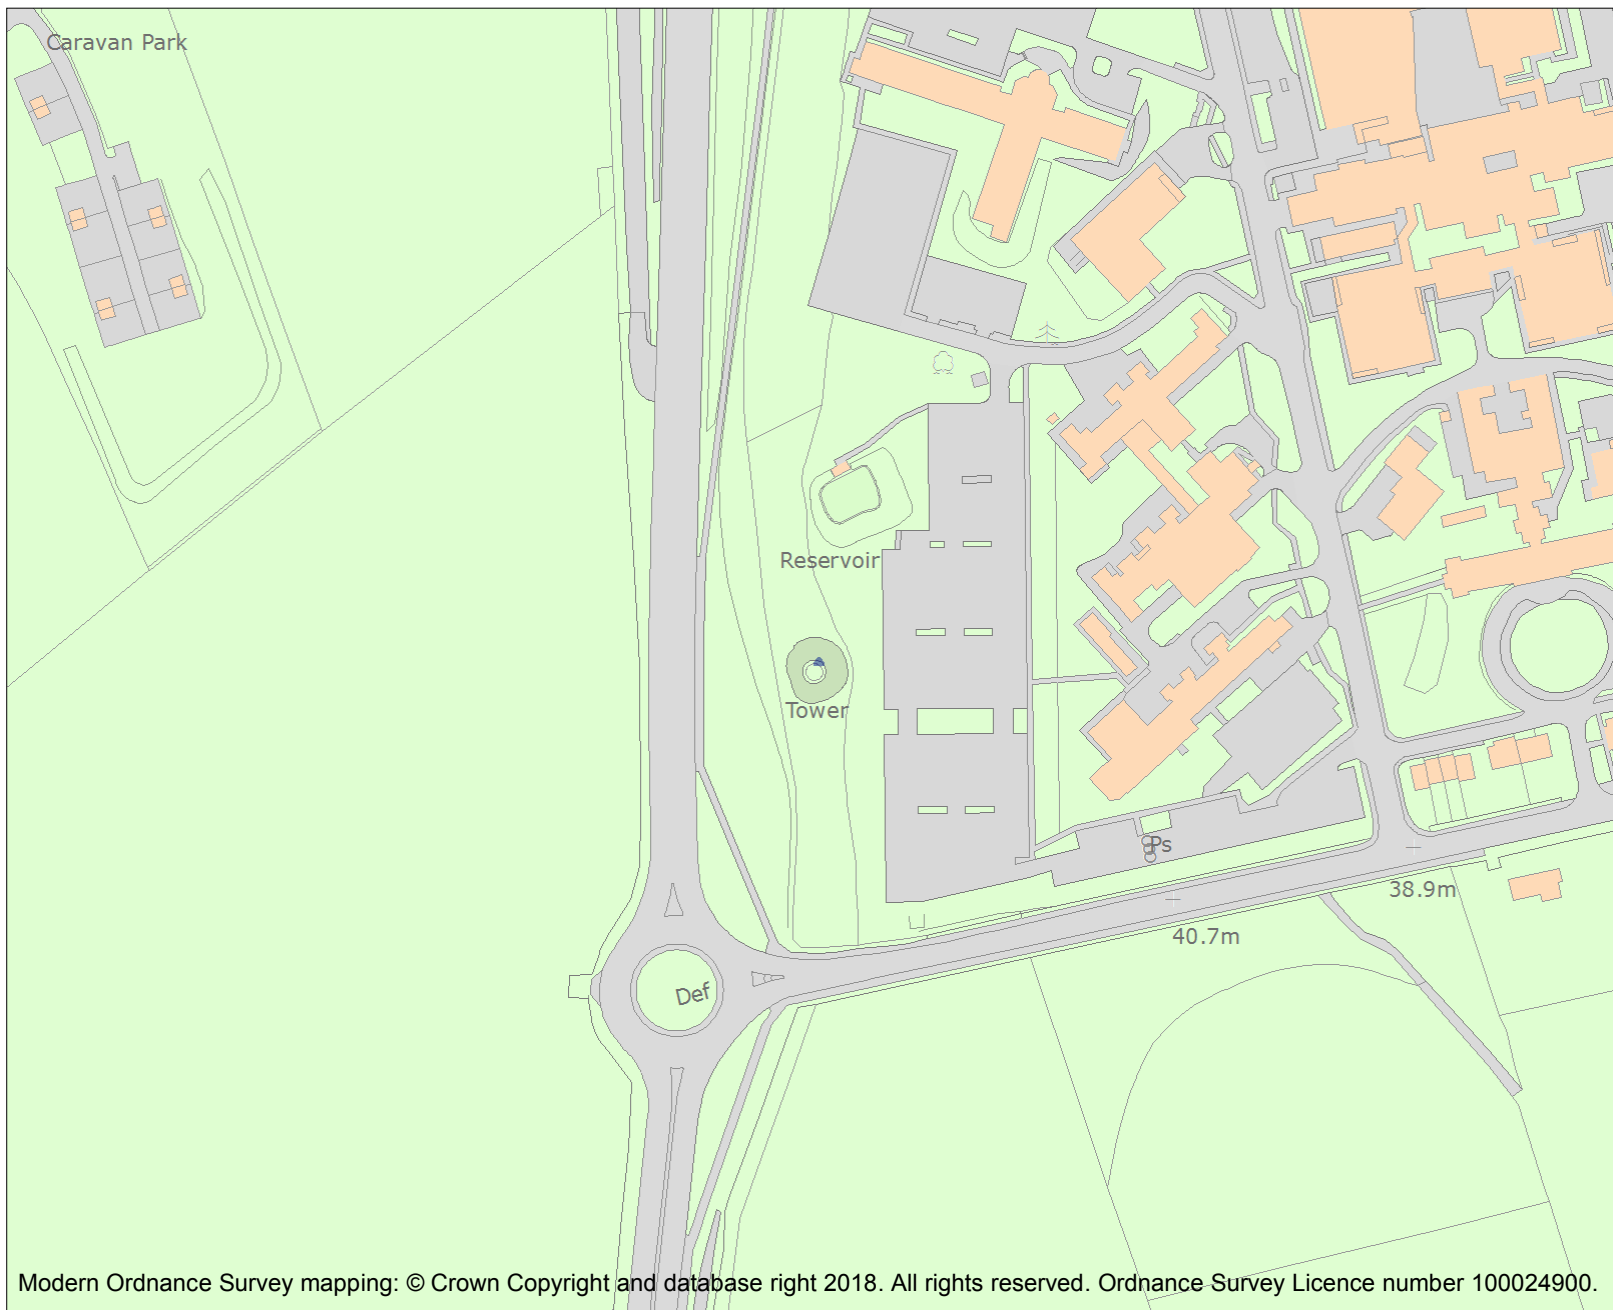 Caravan Park
Reservoir
Tower
Ps
38.9m
40.7m
Def
Modern Ordnance Survey mapping: © Crown Copyright and database right 2018. All rights reserved. Ordnance Survey Licence number 100024900.